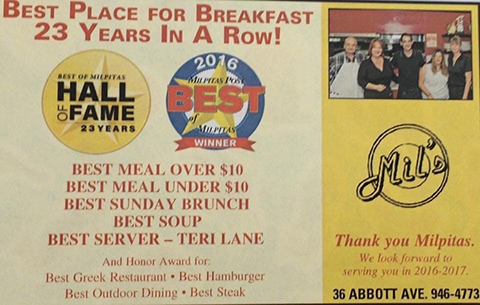 BEST PLACE FOR BREAKFAST
23 YEARS IN A ROW!
BEST OF MILPITAS
HALL
OF
FAME
23 YEARS
2016
MILPITAS POST
BEST
of
MILPITAS
WINNER
BEST MEAL OVER $10
BEST MEAL UNDER $10
BEST SUNDAY BRUNCH
BEST SOUP
BEST SERVER – TERI LANE
And Honor Award for:
Best Greek Restaurant • Best Hamburger
Best Outdoor Dining • Best Steak
Mil's
Thank you Milpitas.
We look forward to
serving you in 2016-2017.
36 ABBOTT AVE. 946-4773